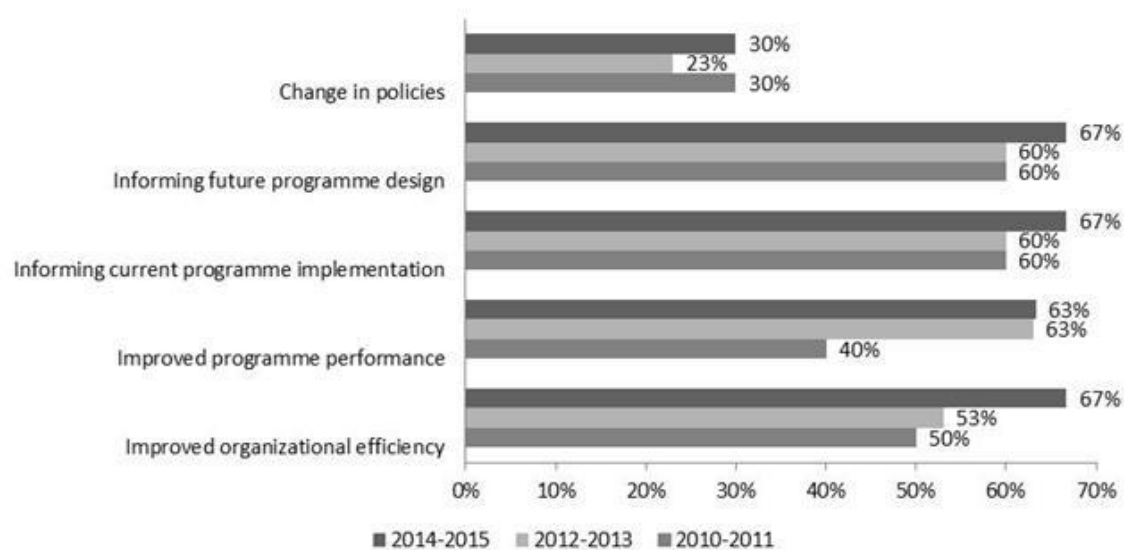 30%
23%
Change in policies 30%
67%
60%
Informing future programme design 60%
67%
60%
Informing current programme implementation 60%
63%
63%
Improved programme performance 40%
67%
53%
Improved organizational efficiency 50%
0% 10% 20% 30% 40% 50% 60% 70%
2014-2015 2012-2013 2010-2011